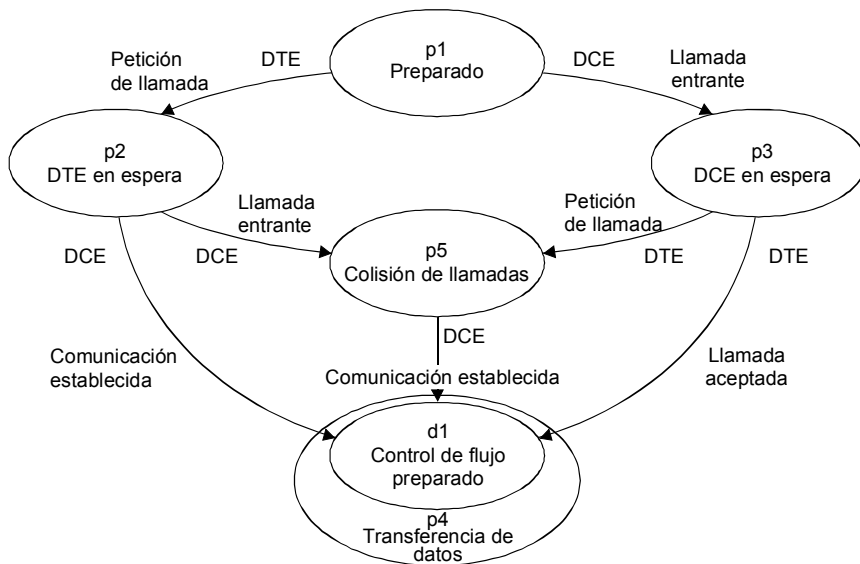 p1
Preparado
DTE
Petición
de llamada
DCE
Llamada
entrante
p2
DTE en espera
p3
DCE en espera
Llamada
entrante
DCE
DCE
Petición
de llamada
DTE
DTE
p5
Colisión de llamadas
DCE
Comunicación
establecida
Comunicación establecida
Llamada
aceptada
d1
Control de flujo
preparado
p4
Transferencia de
datos